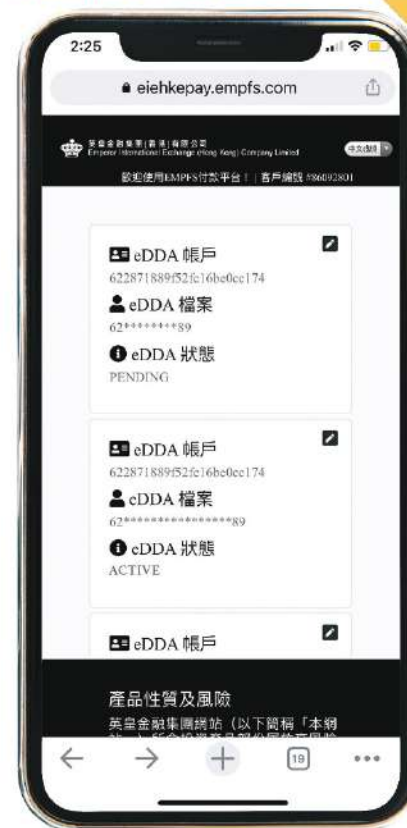 2:25
eiehkepay.empfs.com
英皇金融集團(香港)有限公司
Emperor International Exchange (Hong Kong) Company Limited
歡迎使用EMPFS付款平台! | 客戶編號 #86092801
eDDA 帳戶
622871889f52fc16be0cc174
eDDA 檔案
62********89
eDDA 狀態
PENDING
eDDA 帳戶
622871889f52fc16be0cc174
eDDA 檔案
62****************89
eDDA 狀態
ACTIVE
eDDA 帳戶
產品性質及風險
英皇金融集團網站(以下簡稱「本網
19